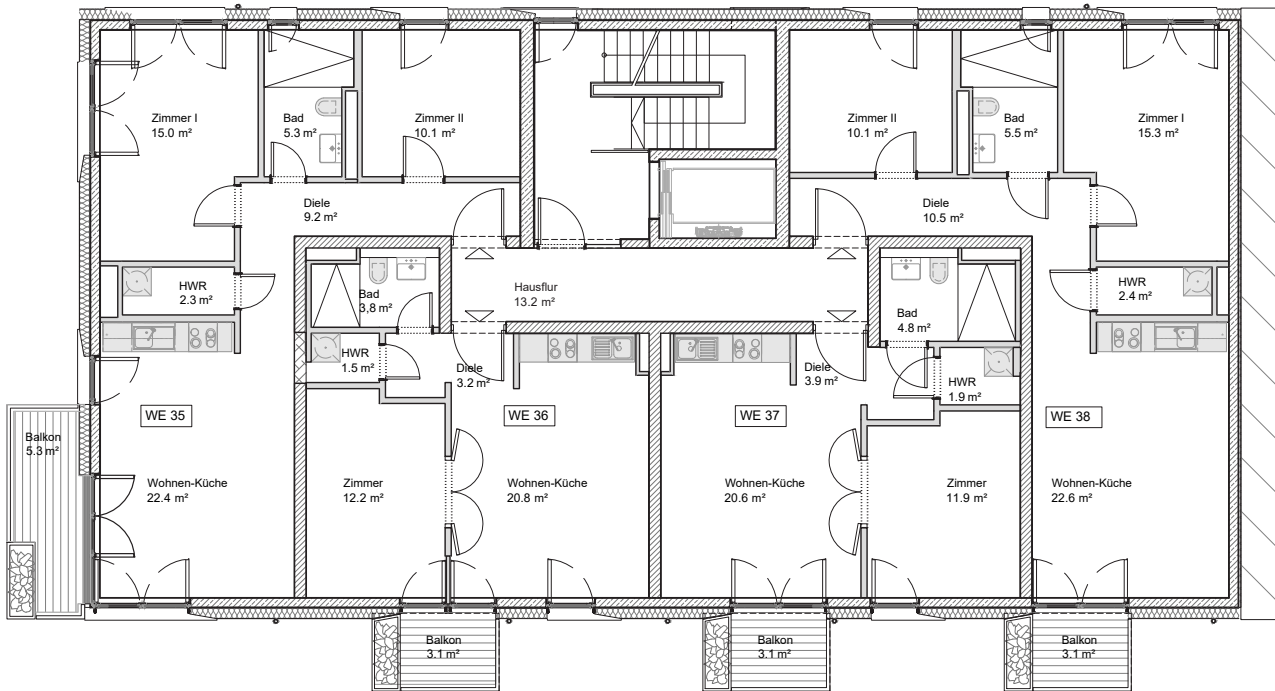 Zimmer I
15.0 m²
Bad
5.3 m²
Zimmer II
10.1 m²
Zimmer II
10.1 m²
Bad
5.5 m²
Zimmer I
15.3 m²
Diele
9.2 m²
Diele
10.5 m²
HWR
2.3 m²
Bad
3,8 m²
Hausflur
13.2 m²
Bad
4.8 m²
HWR
2.4 m²
HWR
1.5 m²
Diele
3.2 m²
Diele
3.9 m²
HWR
1.9 m²
WE 35
WE 36
WE 37
WE 38
Balkon
5.3 m²
Wohnen-Küche
22.4 m²
Zimmer
12.2 m²
Wohnen-Küche
20.8 m²
Wohnen-Küche
20.6 m²
Zimmer
11.9 m²
Wohnen-Küche
22.6 m²
Balkon
3.1 m²
Balkon
3.1 m²
Balkon
3.1 m²